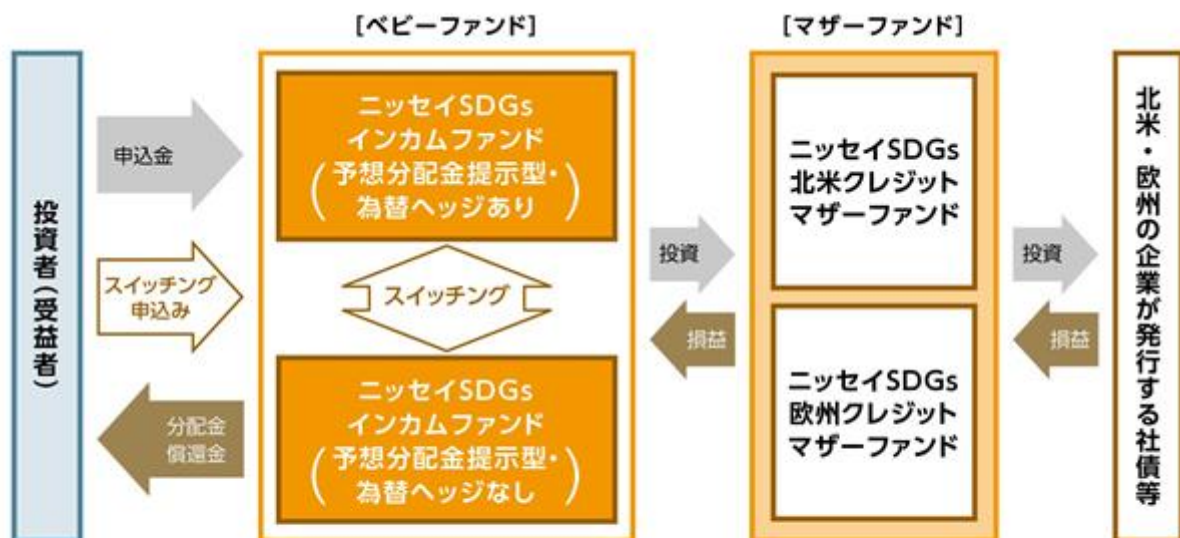 [ベビーファンド]
[マザーファンド]
投資者(受益者)
申込金
スイッチング
申込み
分配金
償還金
ニッセイSDGs
インカムファンド
(予想分配金提示型・
為替ヘッジあり)
スイッチング
ニッセイSDGs
インカムファンド
(予想分配金提示型・
為替ヘッジなし)
投資
損益
ニッセイSDGs
北米クレジット
マザーファンド
ニッセイSDGs
欧州クレジット
マザーファンド
投資
損益
北米・欧州の企業が発行する社債等